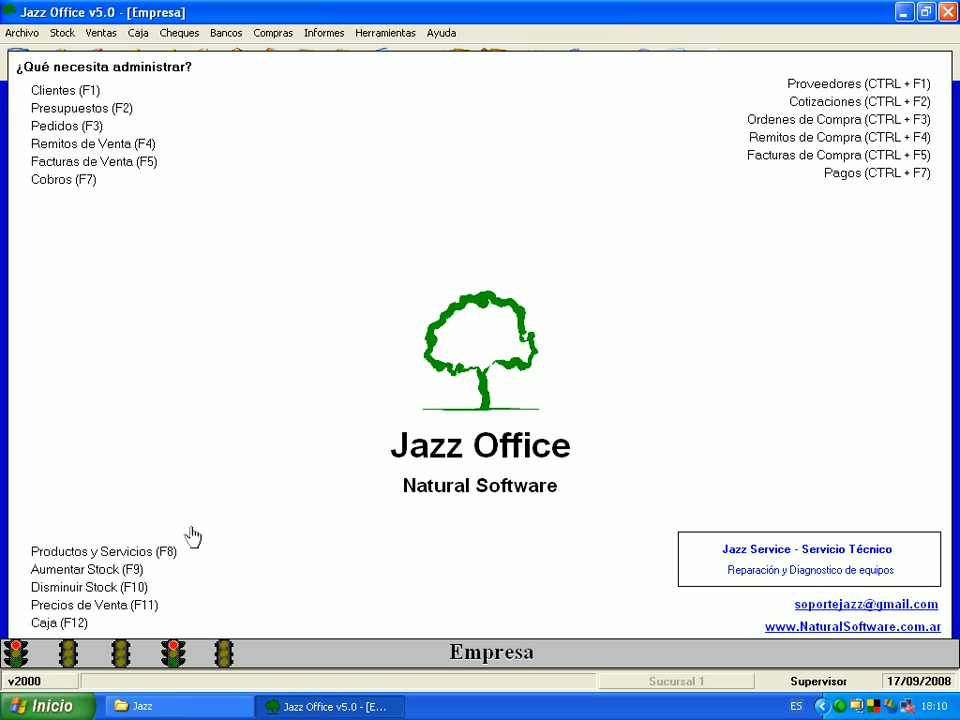 Jazz Office v5.0 - [Empresa]
Archivo Stock Ventas Caja Cheques Bancos Compras Informes Herramientas Ayuda
¿Qué necesita administrar?
Clientes (F1)
Presupuestos (F2)
Pedidos (F3)
Remitos de Venta (F4)
Facturas de Venta (F5)
Cobros (F7)
Proveedores (CTRL + F1)
Cotizaciones (CTRL + F2)
Ordenes de Compra (CTRL + F3)
Remitos de Compra (CTRL + F4)
Facturas de Compra (CTRL + F5)
Pagos (CTRL + F7)
Jazz Office
Natural Software
Productos y Servicios (F8)
Aumentar Stock (F9)
Disminuir Stock (F10)
Precios de Venta (F11)
Caja (F12)
Jazz Service - Servicio Técnico
Reparación y Diagnostico de equipos
soportejazz@gmail.com
www.NaturalSoftware.com.ar
Empresa
v2000 Sucursal 1 Supervisor 17/09/2008
Inicio Jazz Jazz Office v5.0 - [E... ES 18:10